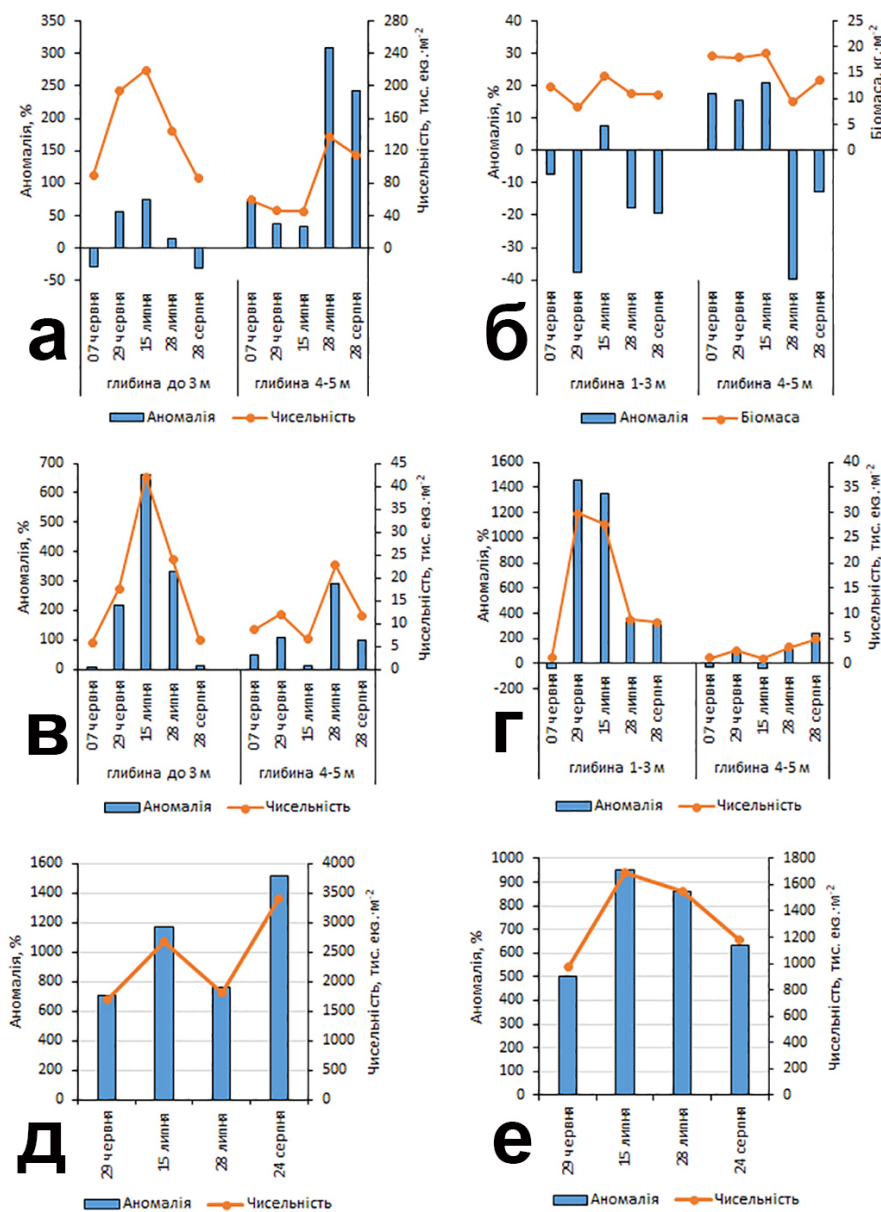 350
300
250
200
150
100
50
0
-50
Аномалія, %
280
240
200
160
120
80
40
0
Чисельність, тис. екз.·м-2
07 червня
29 червня
15 липня
28 липня
28 серпня
07 червня
29 червня
15 липня
28 липня
28 серпня
глибина до 3 м
глибина 4-5 м
Аномалія
Чисельність
а
40
30
20
10
0
-10
-20
-30
-40
Аномалія, %
25
20
15
10
5
0
Біомаса, кг·м-2
07 червня
29 червня
15 липня
28 липня
28 серпня
07 червня
29 червня
15 липня
28 липня
28 серпня
глибина 1-3 м
глибина 4-5 м
Аномалія
Біомаса
б
700
600
500
400
300
200
100
0
Аномалія, %
45
40
35
30
25
20
15
10
5
0
Чисельність, тис. екз.·м-2
07 червня
29 червня
15 липня
28 липня
28 серпня
07 червня
29 червня
15 липня
28 липня
28 серпня
глибина до 3 м
глибина 4-5 м
Аномалія
Чисельність
в
1600
1400
1200
1000
800
600
400
200
0
-200
Аномалія, %
40
35
30
25
20
15
10
5
0
Чисельність, тис. екз.·м-2
07 червня
29 червня
15 липня
28 липня
28 серпня
07 червня
29 червня
15 липня
28 липня
28 серпня
глибина 1-3 м
глибина 4-5 м
Аномалія
Чисельність
г
1600
1400
1200
1000
800
600
400
200
0
Аномалія, %
4000
3500
3000
2500
2000
1500
1000
500
0
Чисельність, тис. екз.·м-2
29 червня
15 липня
28 липня
24 серпня
Аномалія
Чисельність
д
1000
900
800
700
600
500
400
300
200
100
0
Аномалія, %
1800
1600
1400
1200
1000
800
600
400
200
0
Чисельність, тис. екз.·м-2
29 червня
15 липня
28 липня
24 серпня
Аномалія
Чисельність
е